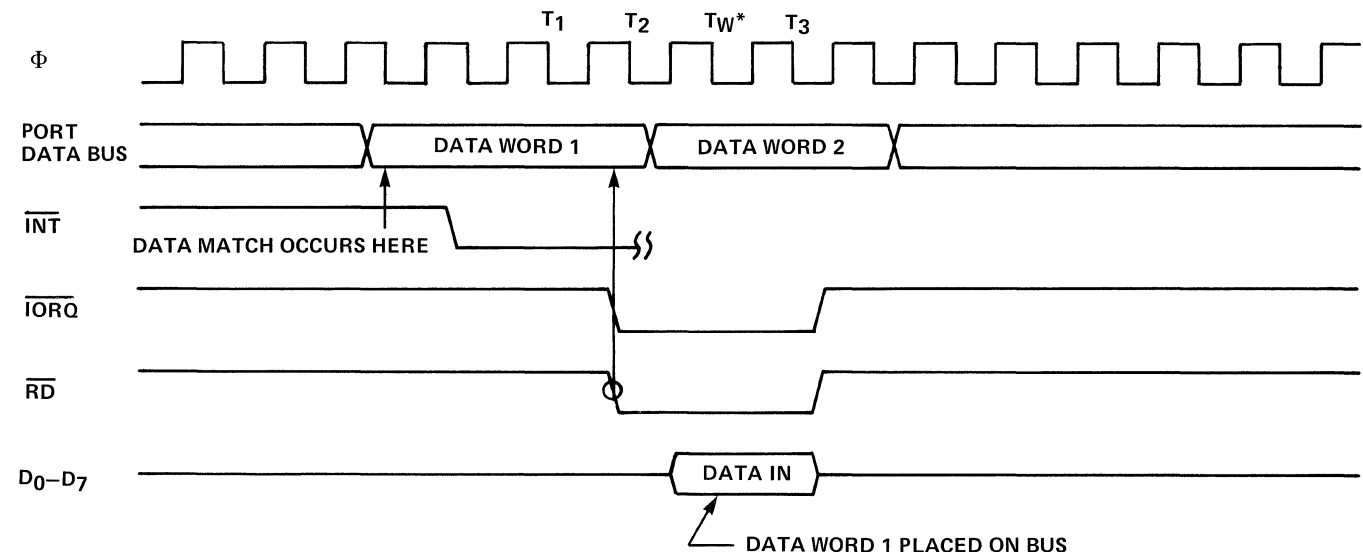 T1 T2 TW* T3
Φ
PORT
DATA BUS
DATA WORD 1 DATA WORD 2
INT
DATA MATCH OCCURS HERE
IORQ
RD
D0–D7
DATA IN
DATA WORD 1 PLACED ON BUS